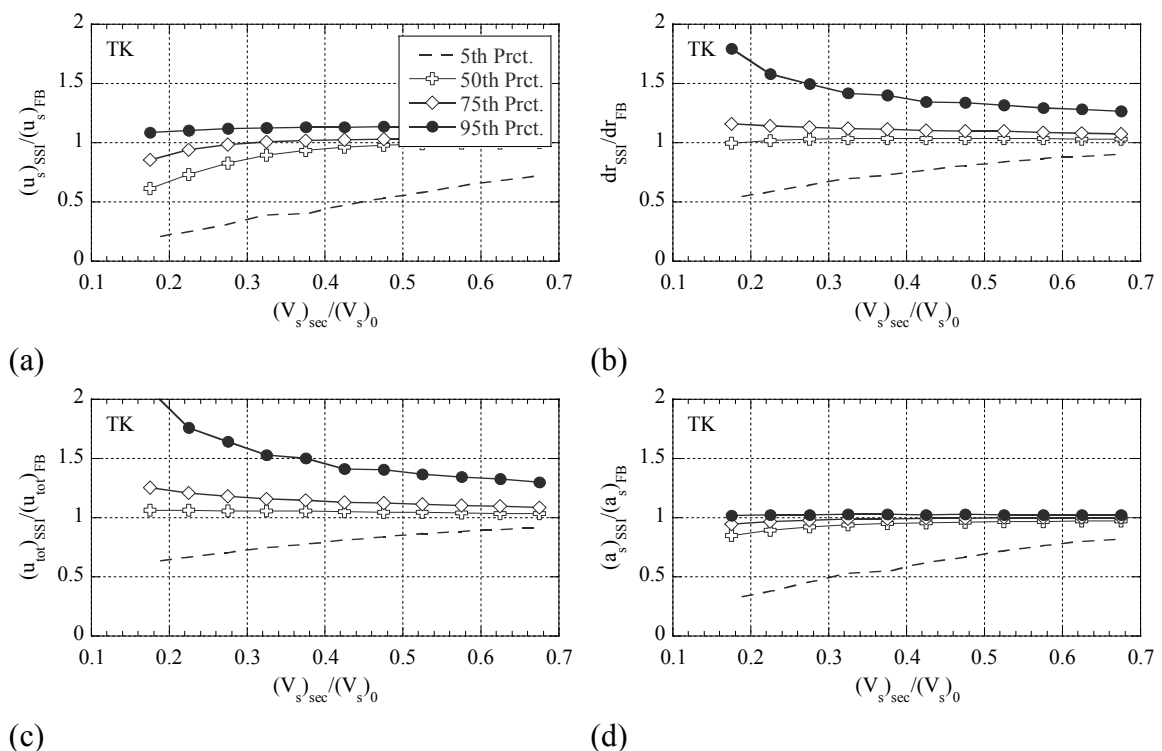 2
1.5
1
0.5
0
(u_s)_SSI/(u_s)_FB
TK
5th Prct.
50th Prct.
75th Prct.
95th Prct.
0.1 0.2 0.3 0.4 0.5 0.6 0.7
(V_s)_sec/(V_s)_0
(a)
2
1.5
1
0.5
0
dr_SSI/dr_FB
TK
0.1 0.2 0.3 0.4 0.5 0.6 0.7
(V_s)_sec/(V_s)_0
(b)
2
1.5
1
0.5
0
(u_tot)_SSI/(u_tot)_FB
TK
0.1 0.2 0.3 0.4 0.5 0.6 0.7
(V_s)_sec/(V_s)_0
(c)
2
1.5
1
0.5
0
(a_s)_SSI/(a_s)_FB
TK
0.1 0.2 0.3 0.4 0.5 0.6 0.7
(V_s)_sec/(V_s)_0
(d)